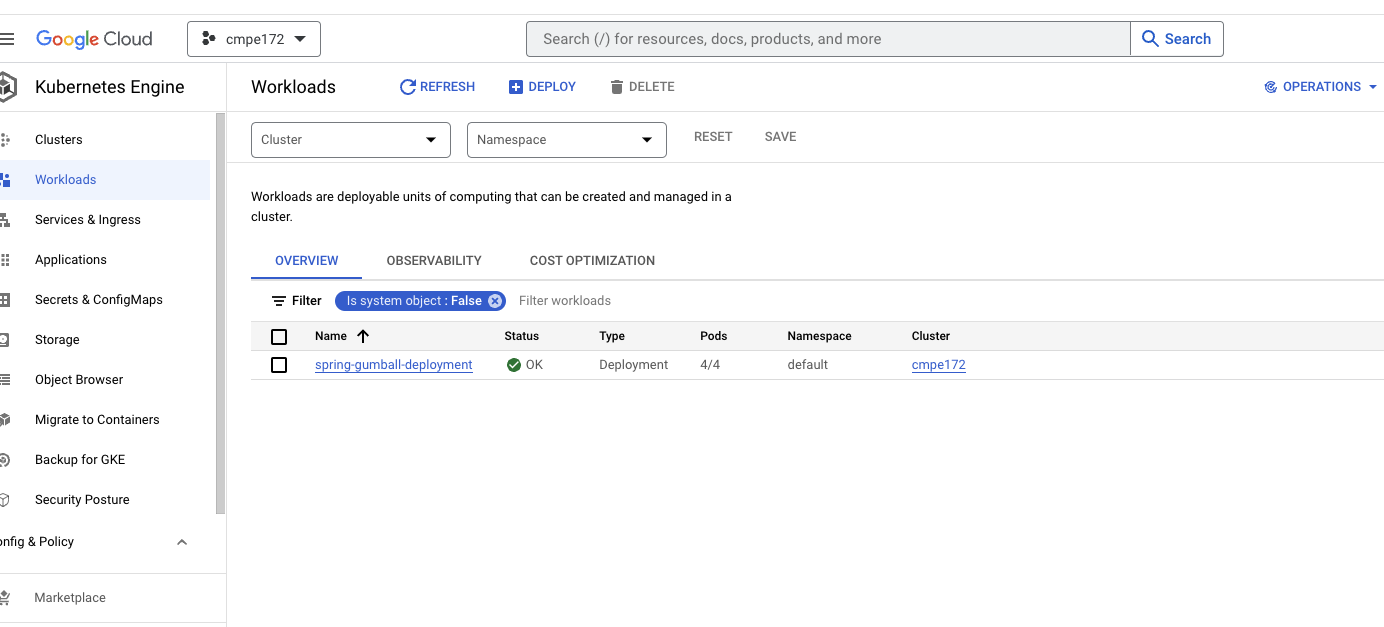 Google Cloud
cmpe172
Search (/) for resources, docs, products, and more
Search
Kubernetes Engine
Workloads
REFRESH
DEPLOY
DELETE
OPERATIONS
Clusters
Workloads
Services & Ingress
Applications
Secrets & ConfigMaps
Storage
Object Browser
Migrate to Containers
Backup for GKE
Security Posture
onfig & Policy
Marketplace
Cluster
Namespace
RESET
SAVE
Workloads are deployable units of computing that can be created and managed in a
cluster.
OVERVIEW
OBSERVABILITY
COST OPTIMIZATION
Filter
Is system object : False
Filter workloads
Name Status Type Pods Namespace Cluster
spring-gumball-deployment OK Deployment 4/4 default cmpe172